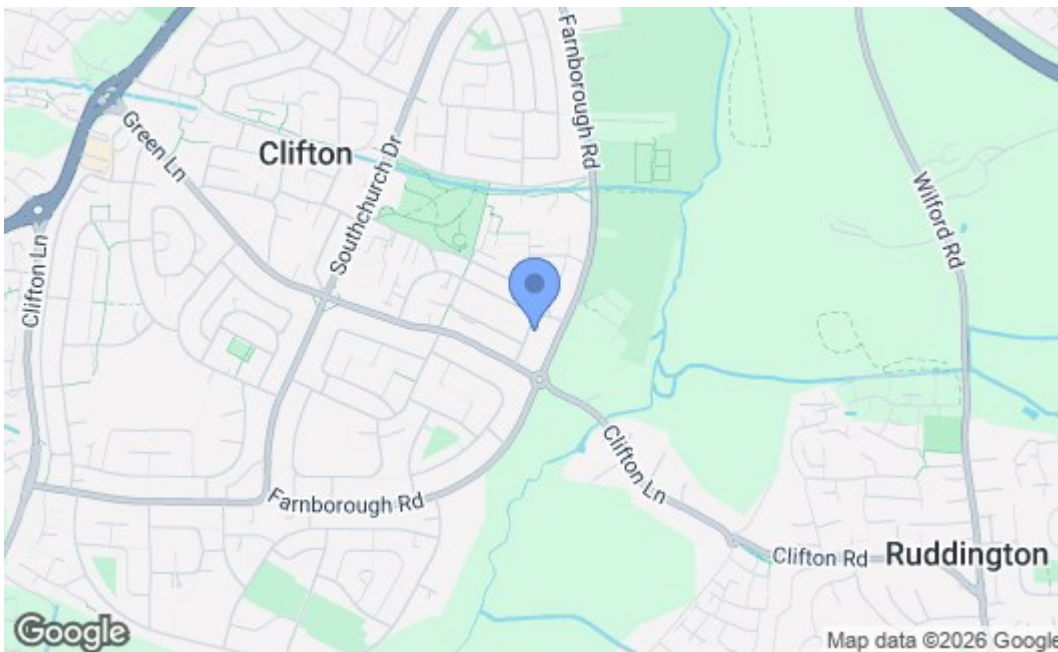 Farnborough Rd
Green Ln
Clifton
Southchurch Dr
Wilford Rd
Clifton Ln
Clifton Ln
Farnborough Rd
Clifton Rd
Ruddington
Google
Map data ©2026 Google